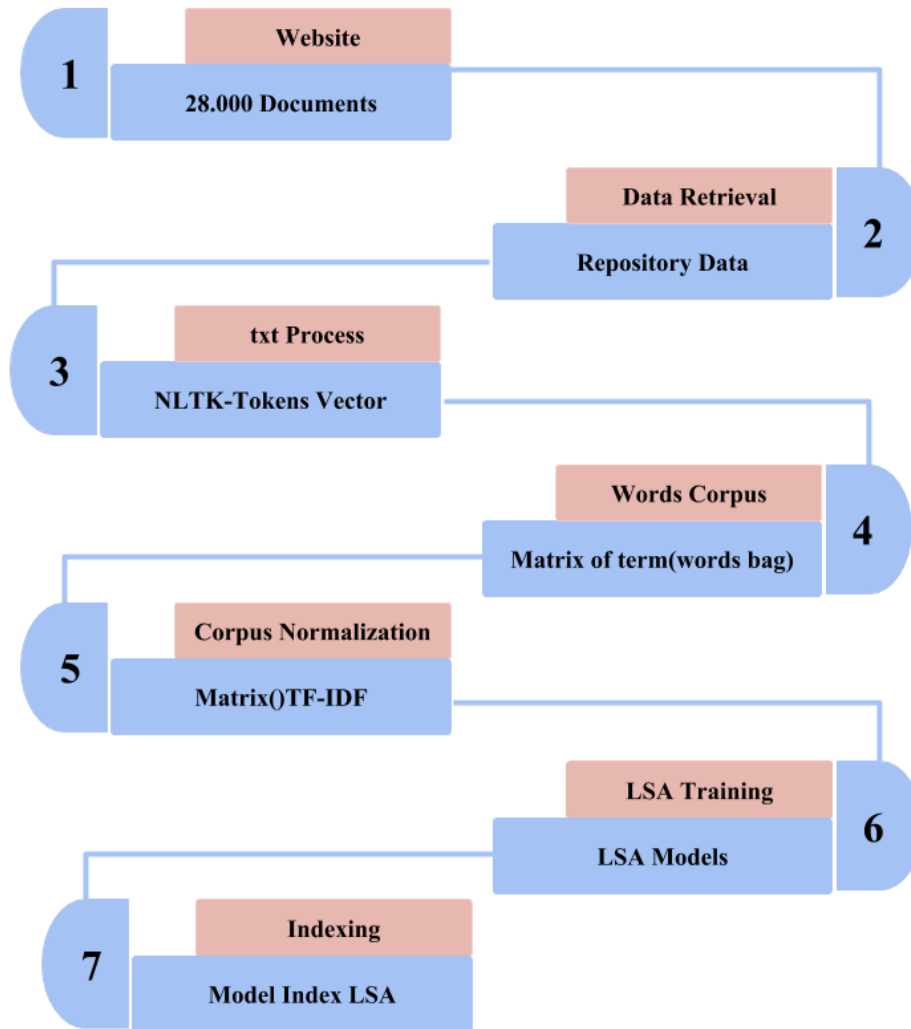 Website
1
28.000 Documents
Data Retrieval
2
Repository Data
txt Process
3
NLTK-Tokens Vector
Words Corpus
4
Matrix of term(words bag)
Corpus Normalization
5
Matrix()TF-IDF
LSA Training
6
LSA Models
Indexing
7
Model Index LSA